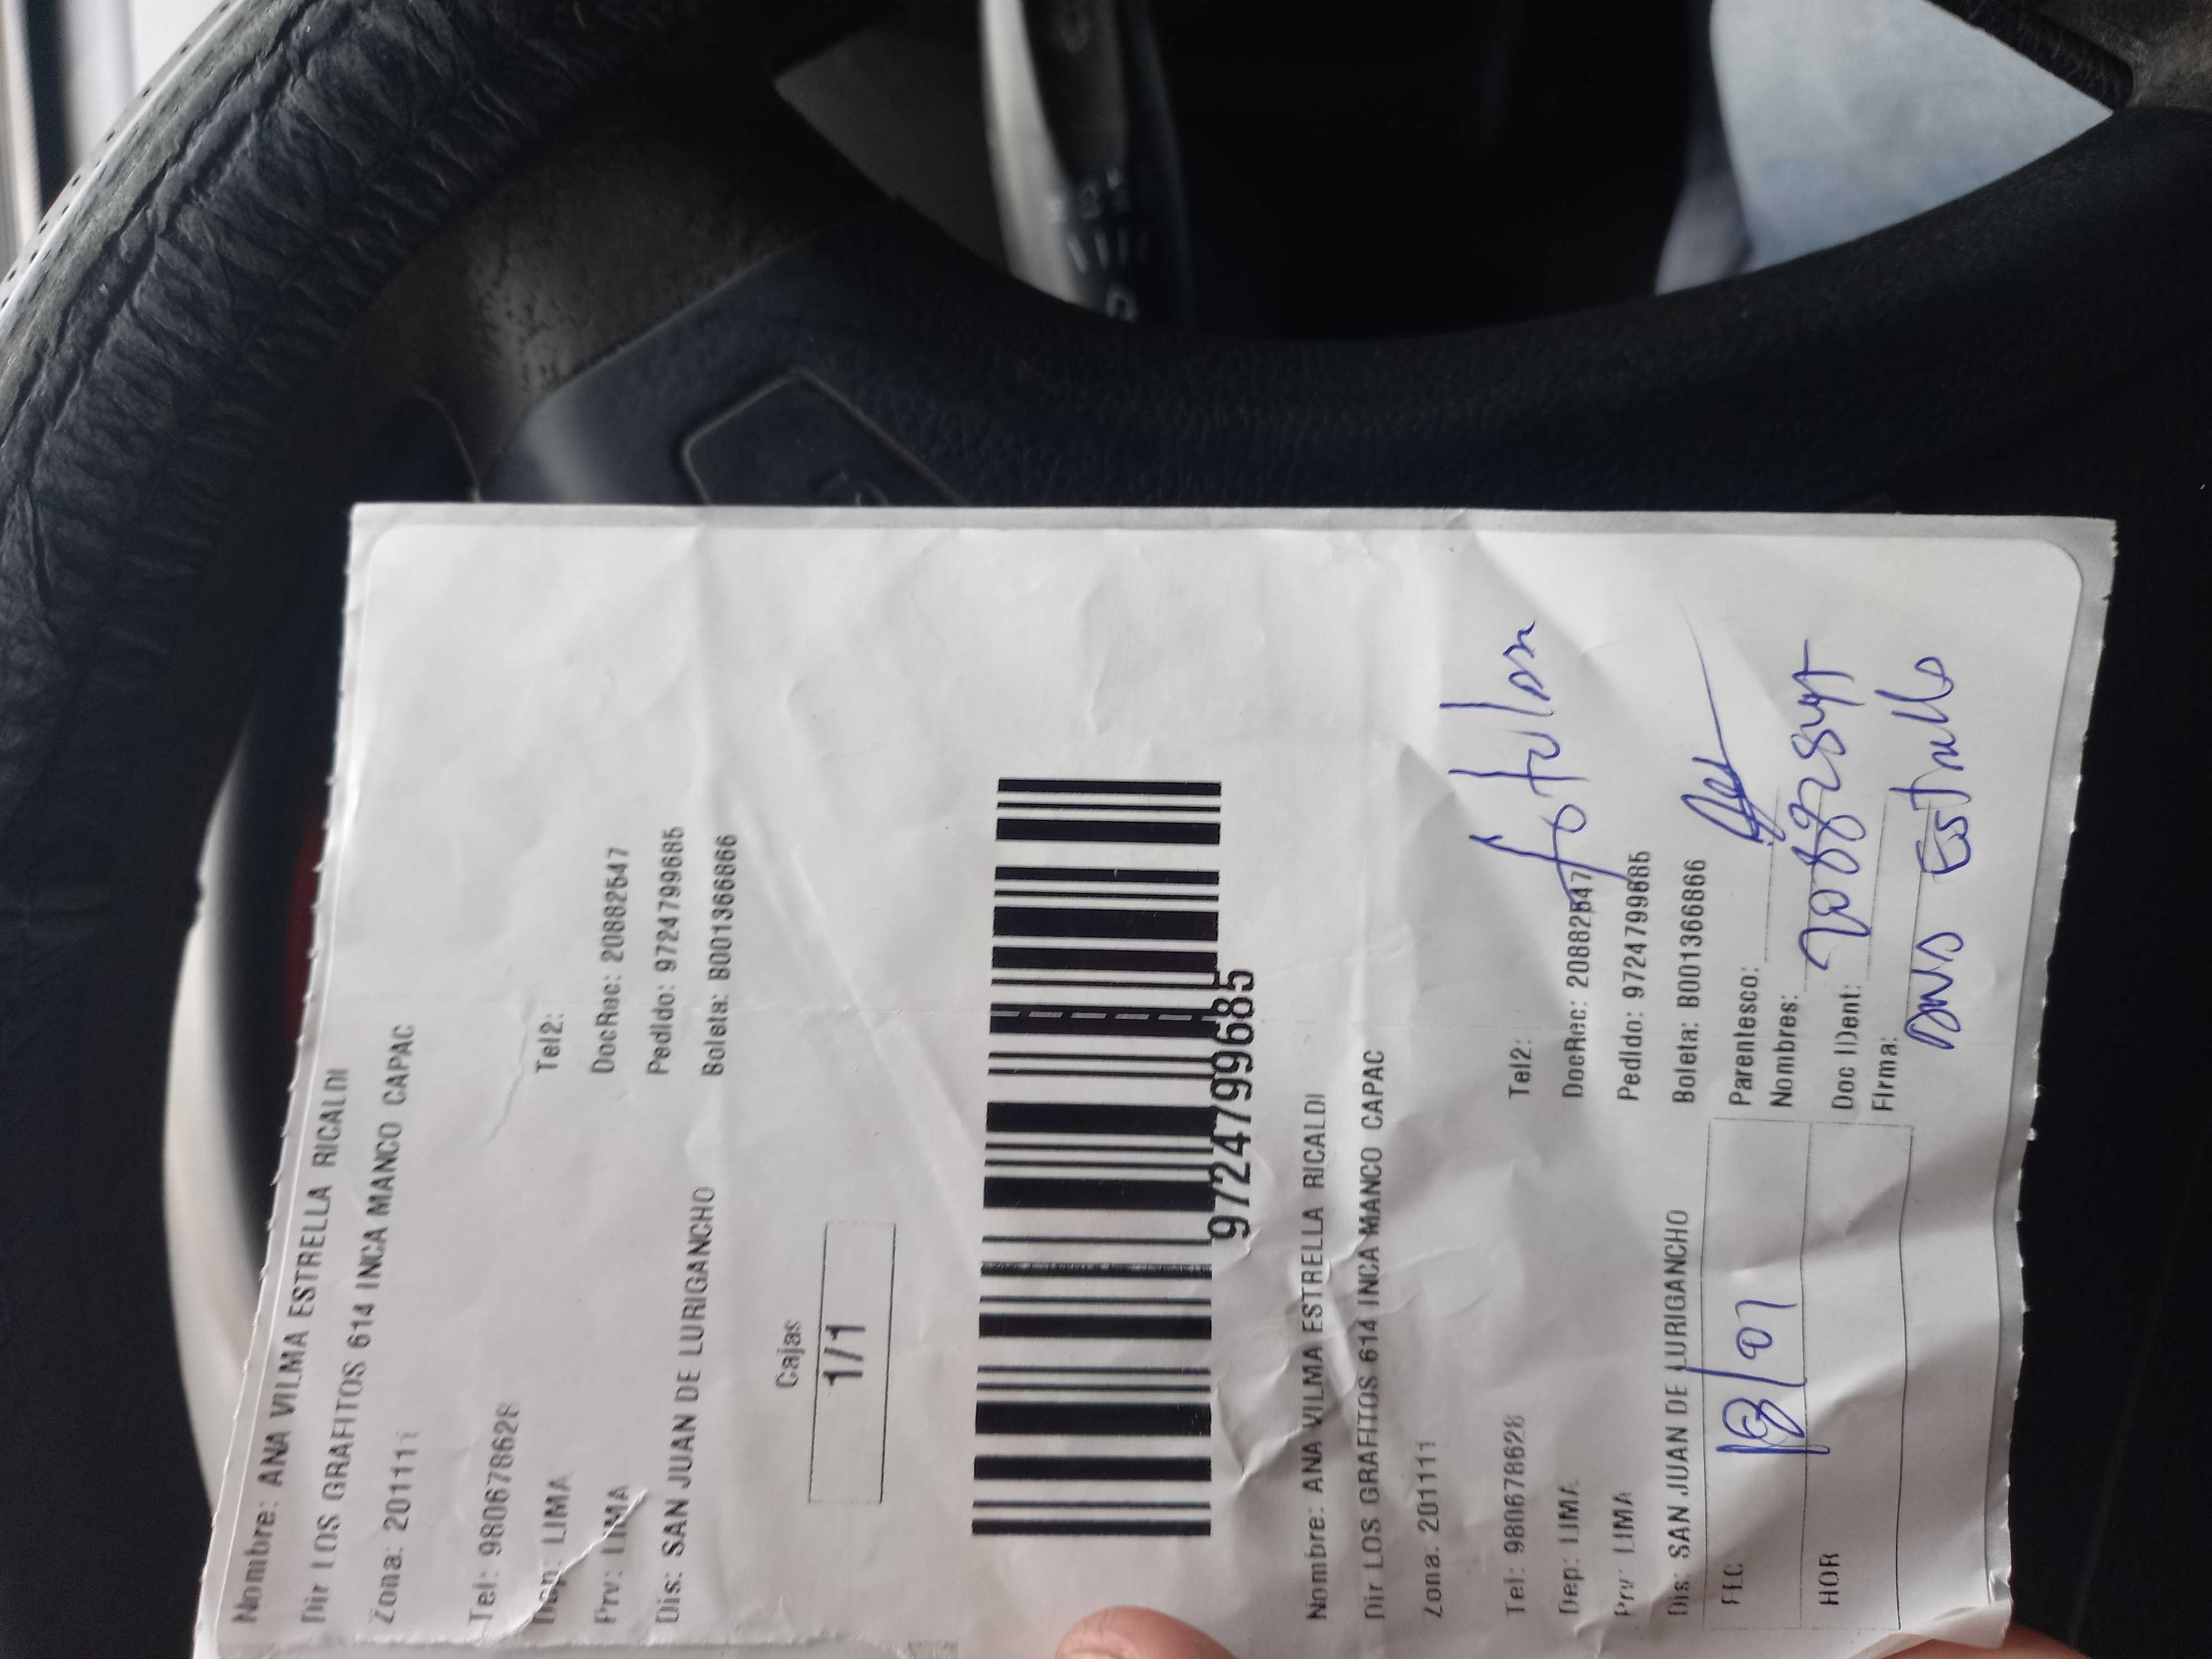 Nombre: ANA VILMA ESTRELLA RICALDI
Dir LOS GRAFITOS 614 INCA MANCO CAPAC
Zona: 201111
Tel: 980678628
Tel2:
Dep: LIMA
DocRec: 20882547
Prv: LIMA
Pedido: 9724799685
Dis: SAN JUAN DE LURIGANCHO
Boleta: B001366866
Cajas
1/1
9724799685
Nombre: ANA VILMA ESTRELLA RICALDI
Dir LOS GRAFITOS 614 INCA MANCO CAPAC
Zona: 201111
Tel: 980678628
Tel2:
Dep: LIMA
DocRec: 20882547
Prv: LIMA
Pedido: 9724799685
Dis: SAN JUAN DE LURIGANCHO
Boleta: B001366866
FEC
Parentesco:
Nombres:
HOR
Doc IDent:
Firma: